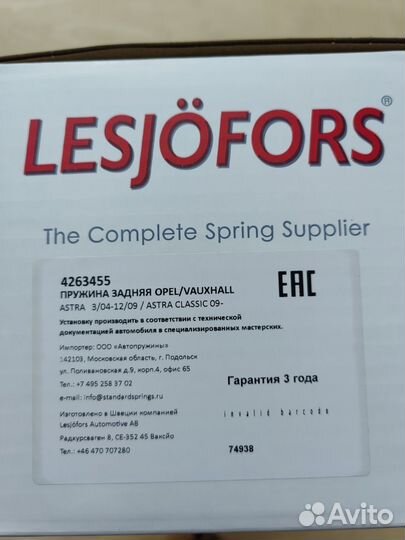 LESJÖFORS®
The Complete Spring Supplier
4263455
ПРУЖИНА ЗАДНЯЯ OPEL/VAUXHALL
ASTRA 3/04-12/09 / ASTRA CLASSIC 09-
EAC
Установку производить в соответствии с технической
документацией автомобиля в специализированных мастерских.
Импортер: ООО «Автопружины»
142103, Московская область, г. Подольск
ул. Поливановская д.9, корп.4, офис 65
Тел.: +7 495 258 37 02
e-mail: info@standardsprings.ru
Гарантия 3 года
Изготовлено в Швеции компанией
Lesjöfors Automotive AB
Радкурсваген 8, СЕ-352 45 Ваксйо
Тел.: +46 470 707280
invalid barcode
74938
Avito